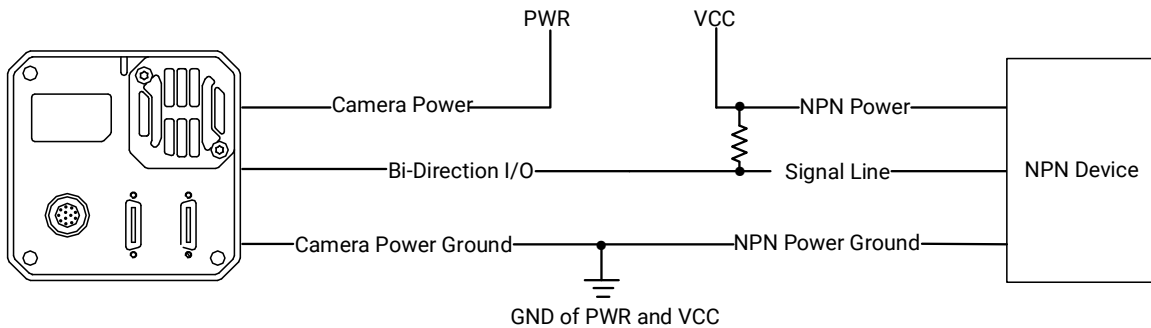 PWR
VCC
Camera Power
NPN Power
Bi-Direction I/O
Signal Line
NPN Device
Camera Power Ground
NPN Power Ground
GND of PWR and VCC